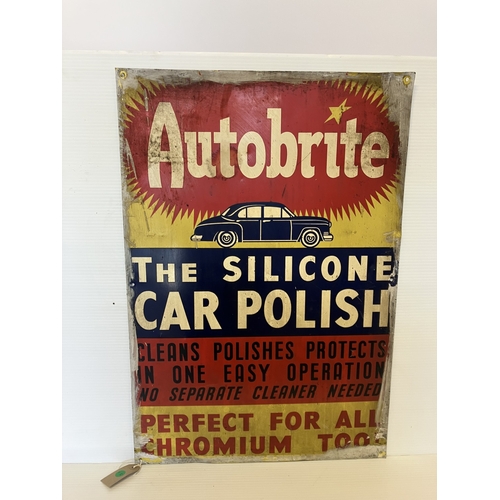 Autobrite
THE SILICONE
CAR POLISH
CLEANS POLISHES PROTECTS
IN ONE EASY OPERATION
NO SEPARATE CLEANER NEEDED
PERFECT FOR ALL
CHROMIUM TOO